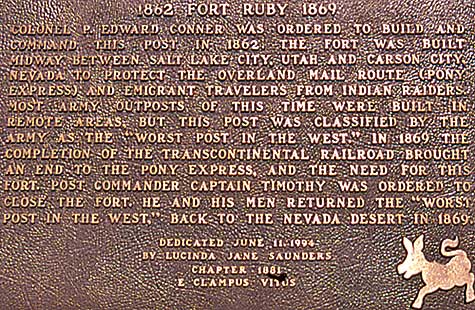 1862 FORT RUBY 1869
COLONEL P. EDWARD CONNER WAS ORDERED TO BUILD AND
COMMAND THIS POST IN 1862. THE FORT WAS BUILT
MIDWAY BETWEEN SALT LAKE CITY, UTAH AND CARSON CITY,
NEVADA TO PROTECT THE OVERLAND MAIL ROUTE (PONY
EXPRESS) AND EMIGRANT TRAVELERS FROM INDIAN RAIDERS.
MOST ARMY OUTPOSTS OF THIS TIME WERE BUILT IN
REMOTE AREAS, BUT THIS POST WAS CLASSIFIED BY THE
ARMY AS THE "WORST POST IN THE WEST." IN 1869 THE
COMPLETION OF THE TRANSCONTINENTAL RAILROAD BROUGHT
AN END TO THE PONY EXPRESS, AND THE NEED FOR THIS
FORT. POST COMMANDER CAPTAIN TIMOTHY WAS ORDERED TO
CLOSE THE FORT. HE AND HIS MEN RETURNED THE "WORST
POST IN THE WEST," BACK TO THE NEVADA DESERT IN 1869.
DEDICATED JUNE 11, 1994
BY LUCINDA JANE SAUNDERS
CHAPTER 1881
E CLAMPUS VITUS